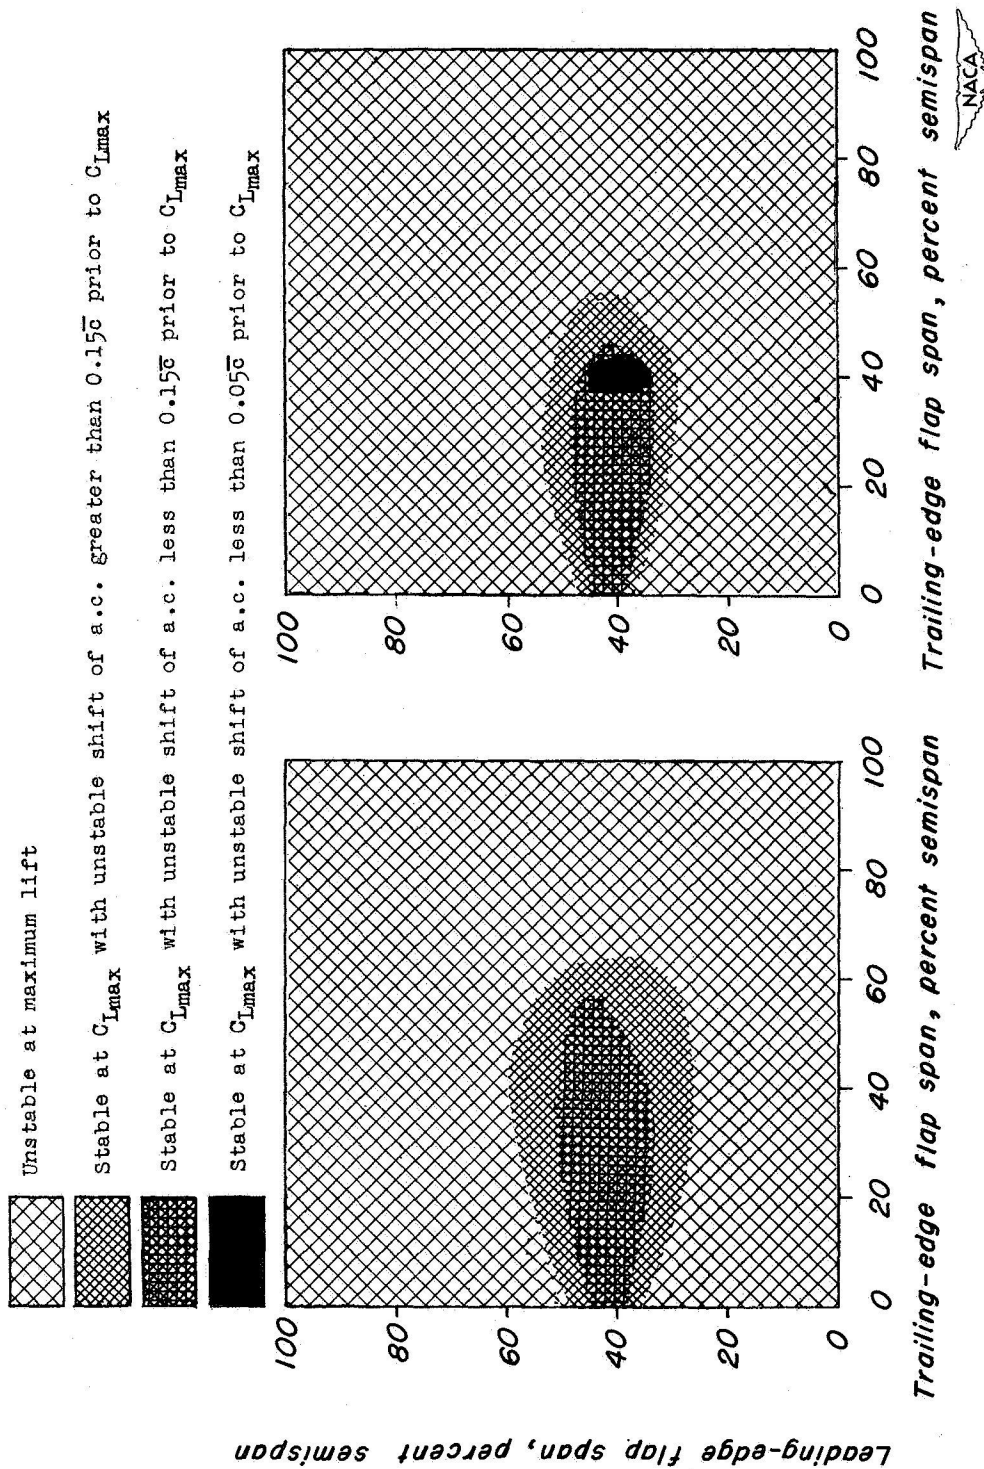 Unstable at maximum lift
Stable at C_Lmax with unstable shift of a.c. greater than 0.15c̅ prior to C_Lmax
Stable at C_Lmax with unstable shift of a.c. less than 0.15c̅ prior to C_Lmax
Stable at C_Lmax with unstable shift of a.c. less than 0.05c̅ prior to C_Lmax
Leading-edge flap span, percent semispan
100
80
60
40
20
0
0 20 40 60 80 100
Trailing-edge flap span, percent semispan
100
80
60
40
20
0
0 20 40 60 80 100
Trailing-edge flap span, percent semispan
NACA